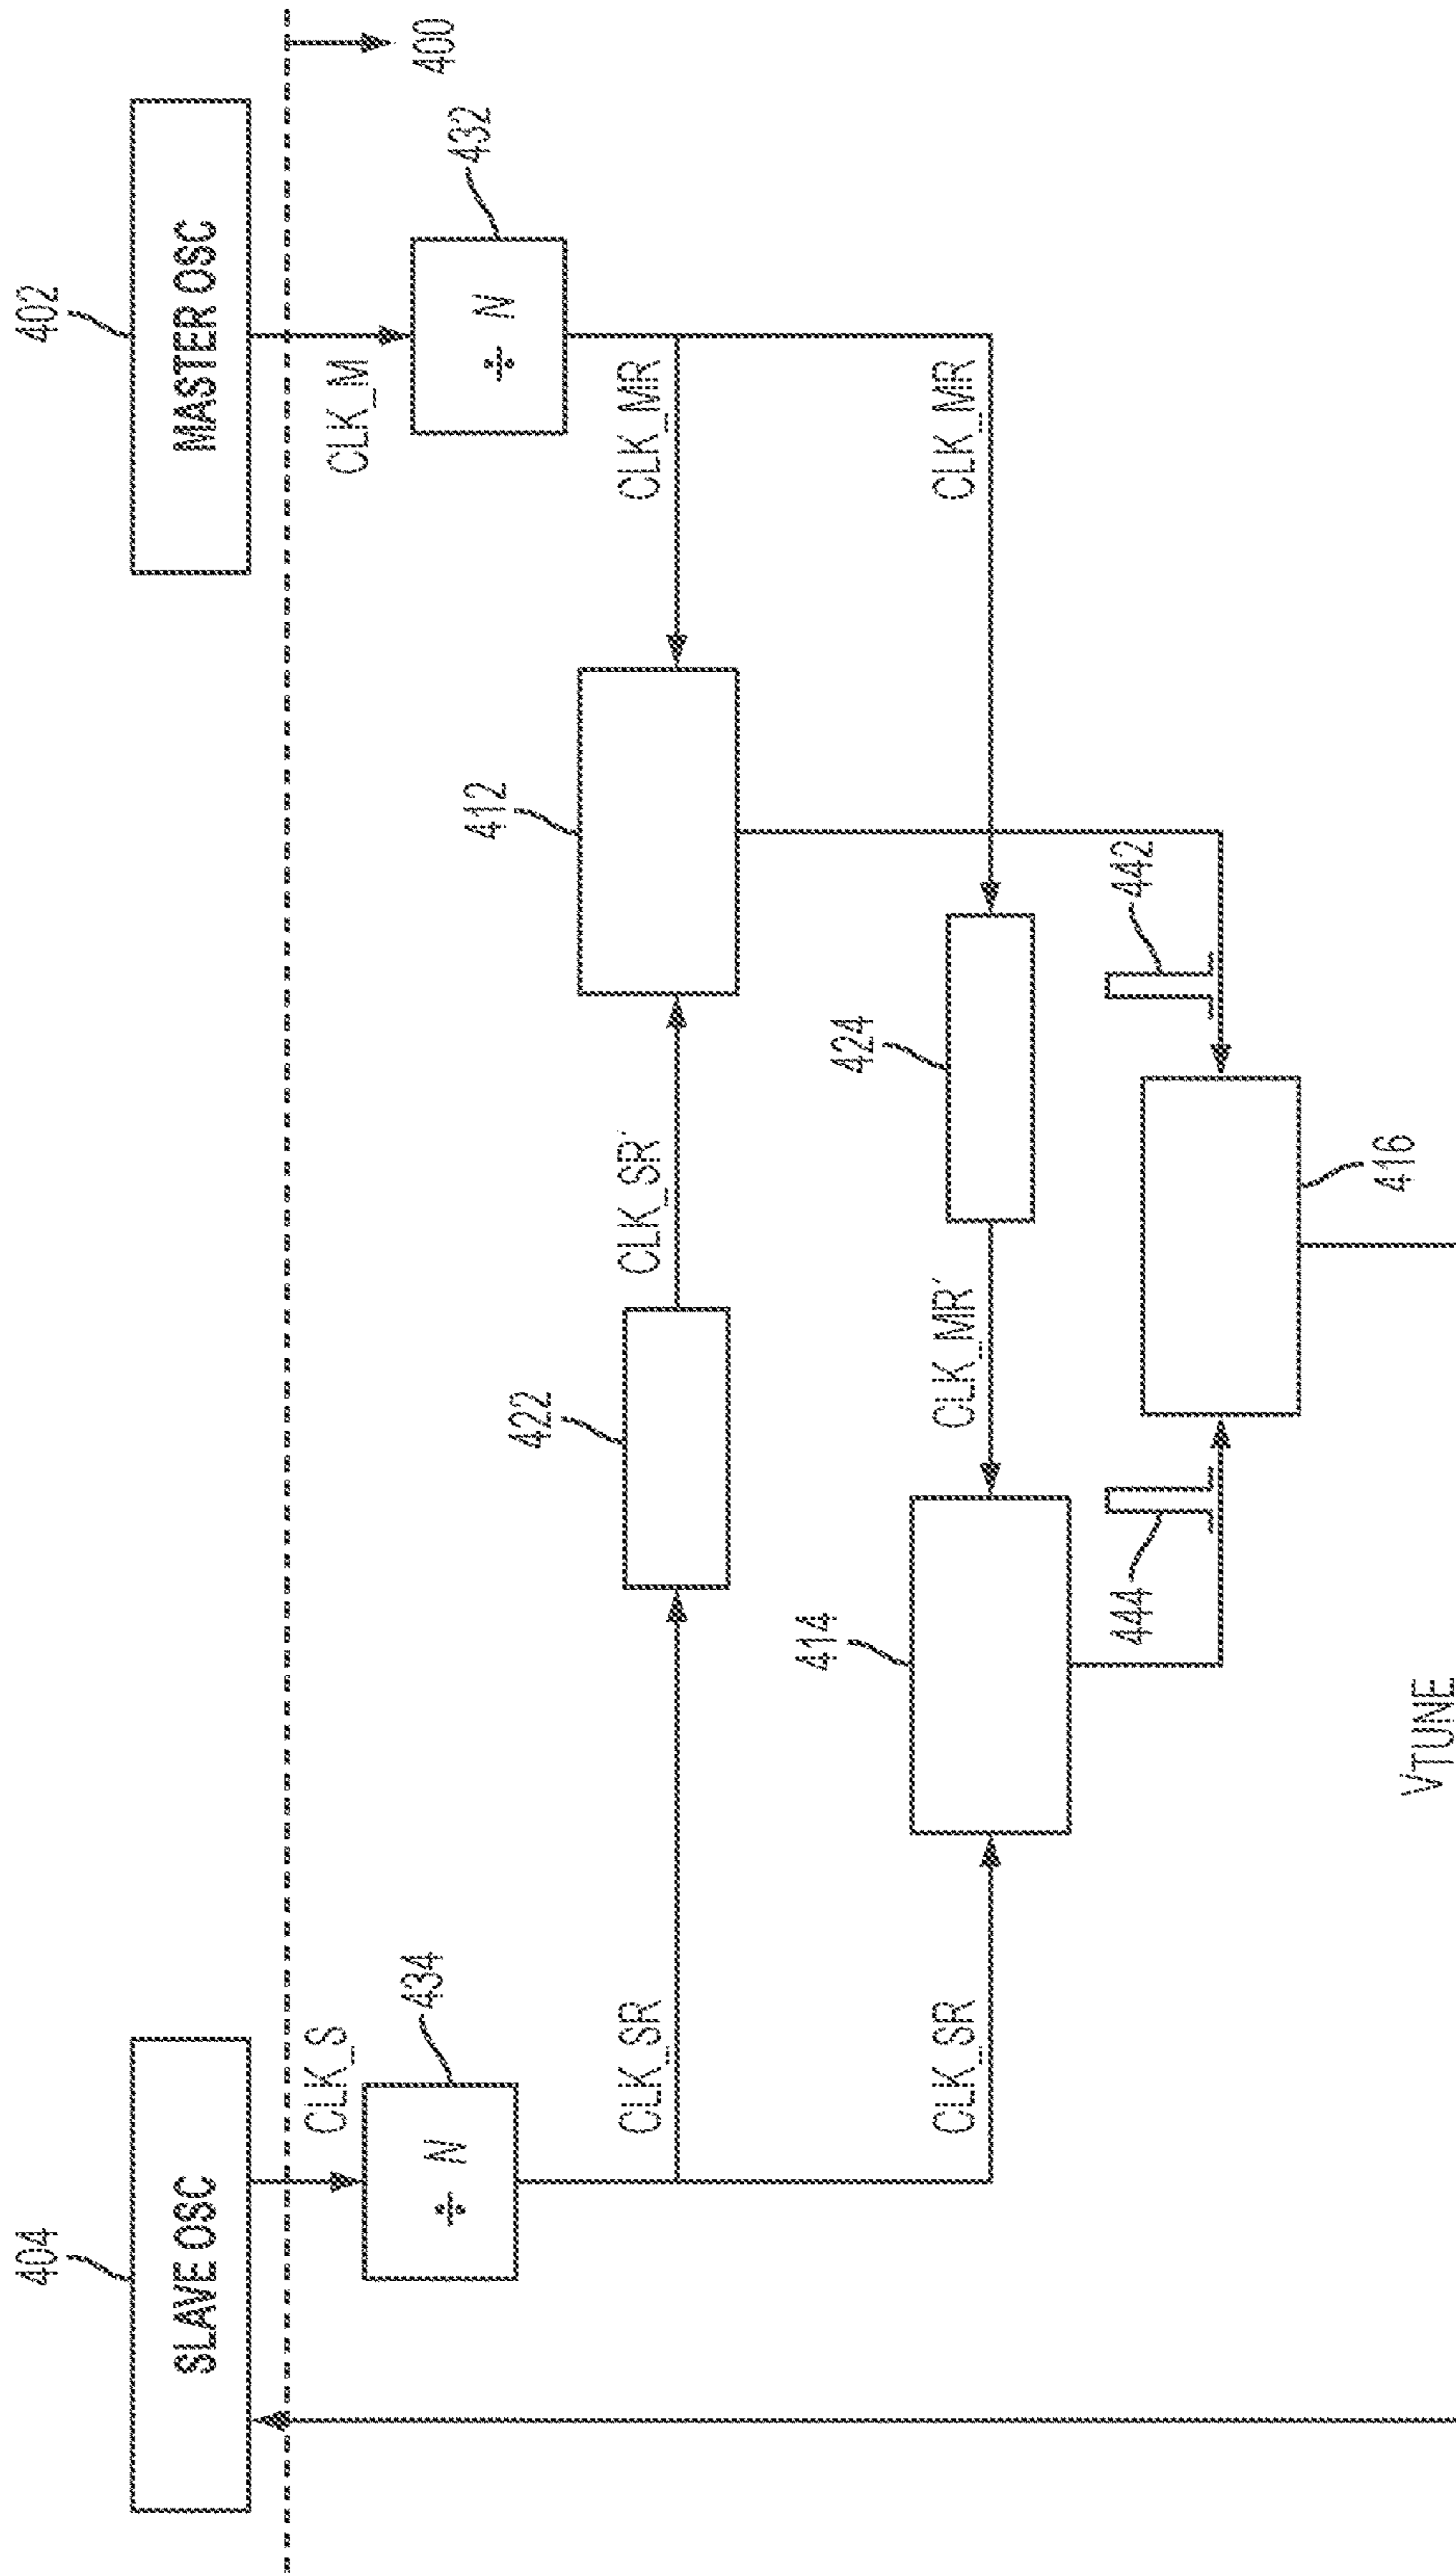 404
SLAVE OSC
402
MASTER OSC
400
CLK_S
CLK_M
434
÷ N
432
÷ N
CLK_SR
422
CLK_SR'
412
CLK_MR
CLK_SR
414
CLK_MR'
424
CLK_MR
444
442
416
VTUNE